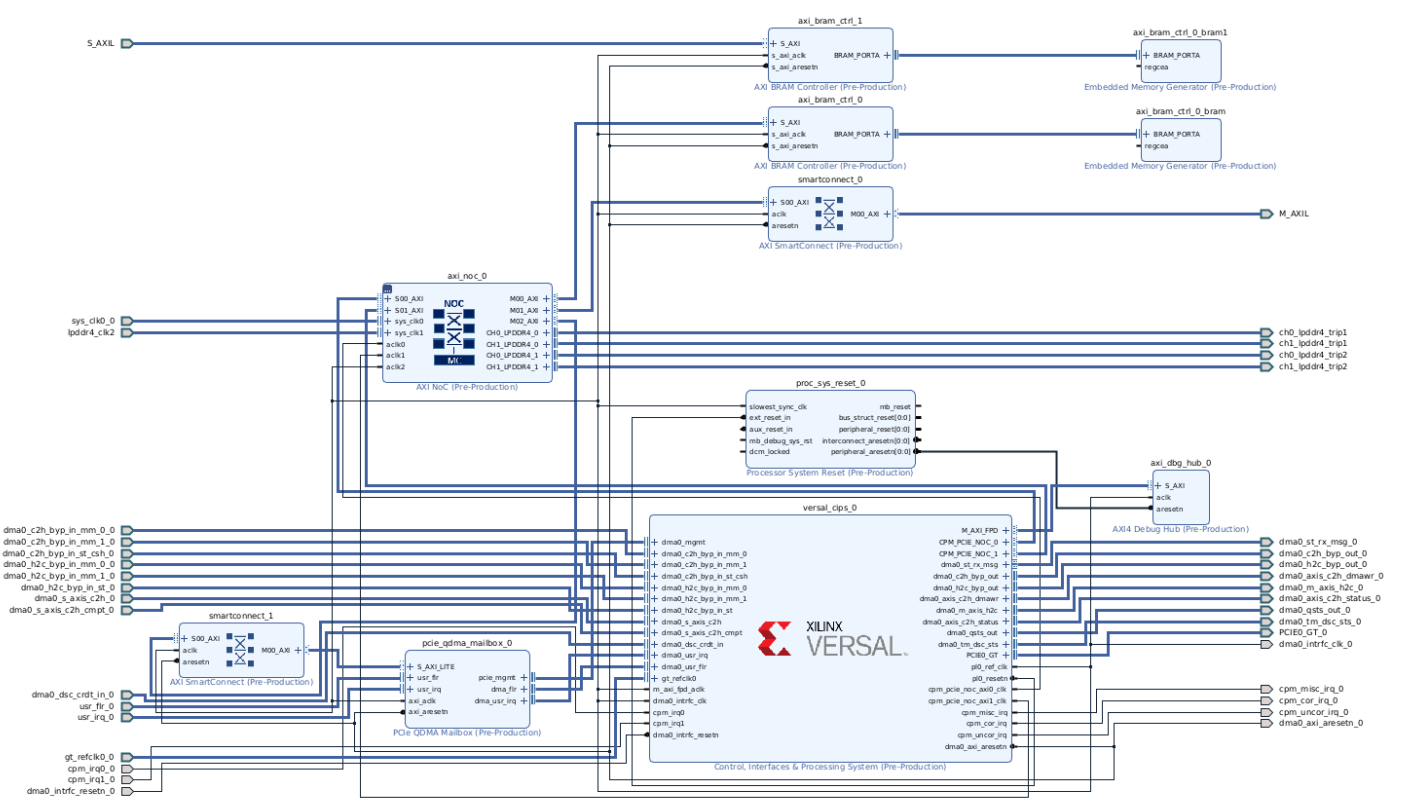 axi_bram_ctrl_1
S_AXIL
S_AXI
s_axi_aclk
s_axi_aresetn
BRAM_PORTA
AXI BRAM Controller (Pre-Production)
axi_bram_ctrl_0_bram1
BRAM_PORTA
regcea
Embedded Memory Generator (Pre-Production)
axi_bram_ctrl_0
S_AXI
s_axi_aclk
s_axi_aresetn
BRAM_PORTA
AXI BRAM Controller (Pre-Production)
axi_bram_ctrl_0_bram
BRAM_PORTA
regcea
Embedded Memory Generator (Pre-Production)
smartconnect_0
S00_AXI
aclk
aresetn
M00_AXI
AXI SmartConnect (Pre-Production)
M_AXIL
axi_noc_0
sys_clk0_0
lpddr4_clk2
S00_AXI
S01_AXI
sys_clk0
sys_clk1
aclk0
aclk1
aclk2
NOC
MC
M00_AXI
M01_AXI
M02_AXI
CH0_LPDDR4_0
CH1_LPDDR4_0
CH0_LPDDR4_1
CH1_LPDDR4_1
AXI NoC (Pre-Production)
ch0_lpddr4_trip1
ch1_lpddr4_trip1
ch0_lpddr4_trip2
ch1_lpddr4_trip2
proc_sys_reset_0
slowest_sync_clk
ext_reset_in
aux_reset_in
mb_debug_sys_rst
dcm_locked
mb_reset
bus_struct_reset[0:0]
peripheral_reset[0:0]
interconnect_aresetn[0:0]
peripheral_aresetn[0:0]
Processor System Reset (Pre-Production)
axi_dbg_hub_0
S_AXI
aclk
aresetn
AXI4 Debug Hub (Pre-Production)
dma0_c2h_byp_in_mm_0_0
dma0_c2h_byp_in_mm_1_0
dma0_c2h_byp_in_st_csh_0
dma0_h2c_byp_in_mm_0_0
dma0_h2c_byp_in_mm_1_0
dma0_h2c_byp_in_st_0
dma0_s_axis_c2h_0
dma0_s_axis_c2h_cmpt_0
smartconnect_1
S00_AXI
aclk
aresetn
M00_AXI
AXI SmartConnect (Pre-Production)
dma0_dsc_crdt_in_0
usr_flr_0
usr_irq_0
gt_refclk0_0
cpm_irq0_0
cpm_irq1_0
dma0_intrfc_resetn_0
pcie_qdma_mailbox_0
S_AXI_LITE
usr_flr
usr_irq
axi_aclk
axi_aresetn
pcie_mgmt
dma_flr
dma_usr_irq
PCIe QDMA Mailbox (Pre-Production)
versal_cips_0
dma0_mgmt
dma0_c2h_byp_in_mm_0
dma0_c2h_byp_in_mm_1
dma0_c2h_byp_in_st_csh
dma0_h2c_byp_in_mm_0
dma0_h2c_byp_in_mm_1
dma0_h2c_byp_in_st
dma0_s_axis_c2h
dma0_s_axis_c2h_cmpt
dma0_dsc_crdt_in
dma0_usr_irq
dma0_usr_flr
gt_refclk0
m_axi_fpd_aclk
dma0_intrfc_clk
cpm_irq0
cpm_irq1
dma0_intrfc_resetn
XILINX
VERSAL
M_AXI_FPD
CPM_PCIE_NOC_0
CPM_PCIE_NOC_1
dma0_st_rx_msg
dma0_c2h_byp_out
dma0_h2c_byp_out
dma0_axis_c2h_dmawr
dma0_m_axis_h2c
dma0_axis_c2h_status
dma0_qsts_out
dma0_tm_dsc_sts
PCIE0_GT
pl0_ref_clk
pl0_resetn
cpm_pcie_noc_axi0_clk
cpm_pcie_noc_axi1_clk
cpm_misc_irq
cpm_cor_irq
cpm_uncor_irq
dma0_axi_aresetn
Control, Interfaces & Processing System (Pre-Production)
dma0_st_rx_msg_0
dma0_c2h_byp_out_0
dma0_h2c_byp_out_0
dma0_axis_c2h_dmawr_0
dma0_m_axis_h2c_0
dma0_axis_c2h_status_0
dma0_qsts_out_0
dma0_tm_dsc_sts_0
PCIE0_GT_0
dma0_intrfc_clk_0
cpm_misc_irq_0
cpm_cor_irq_0
cpm_uncor_irq_0
dma0_axi_aresetn_0